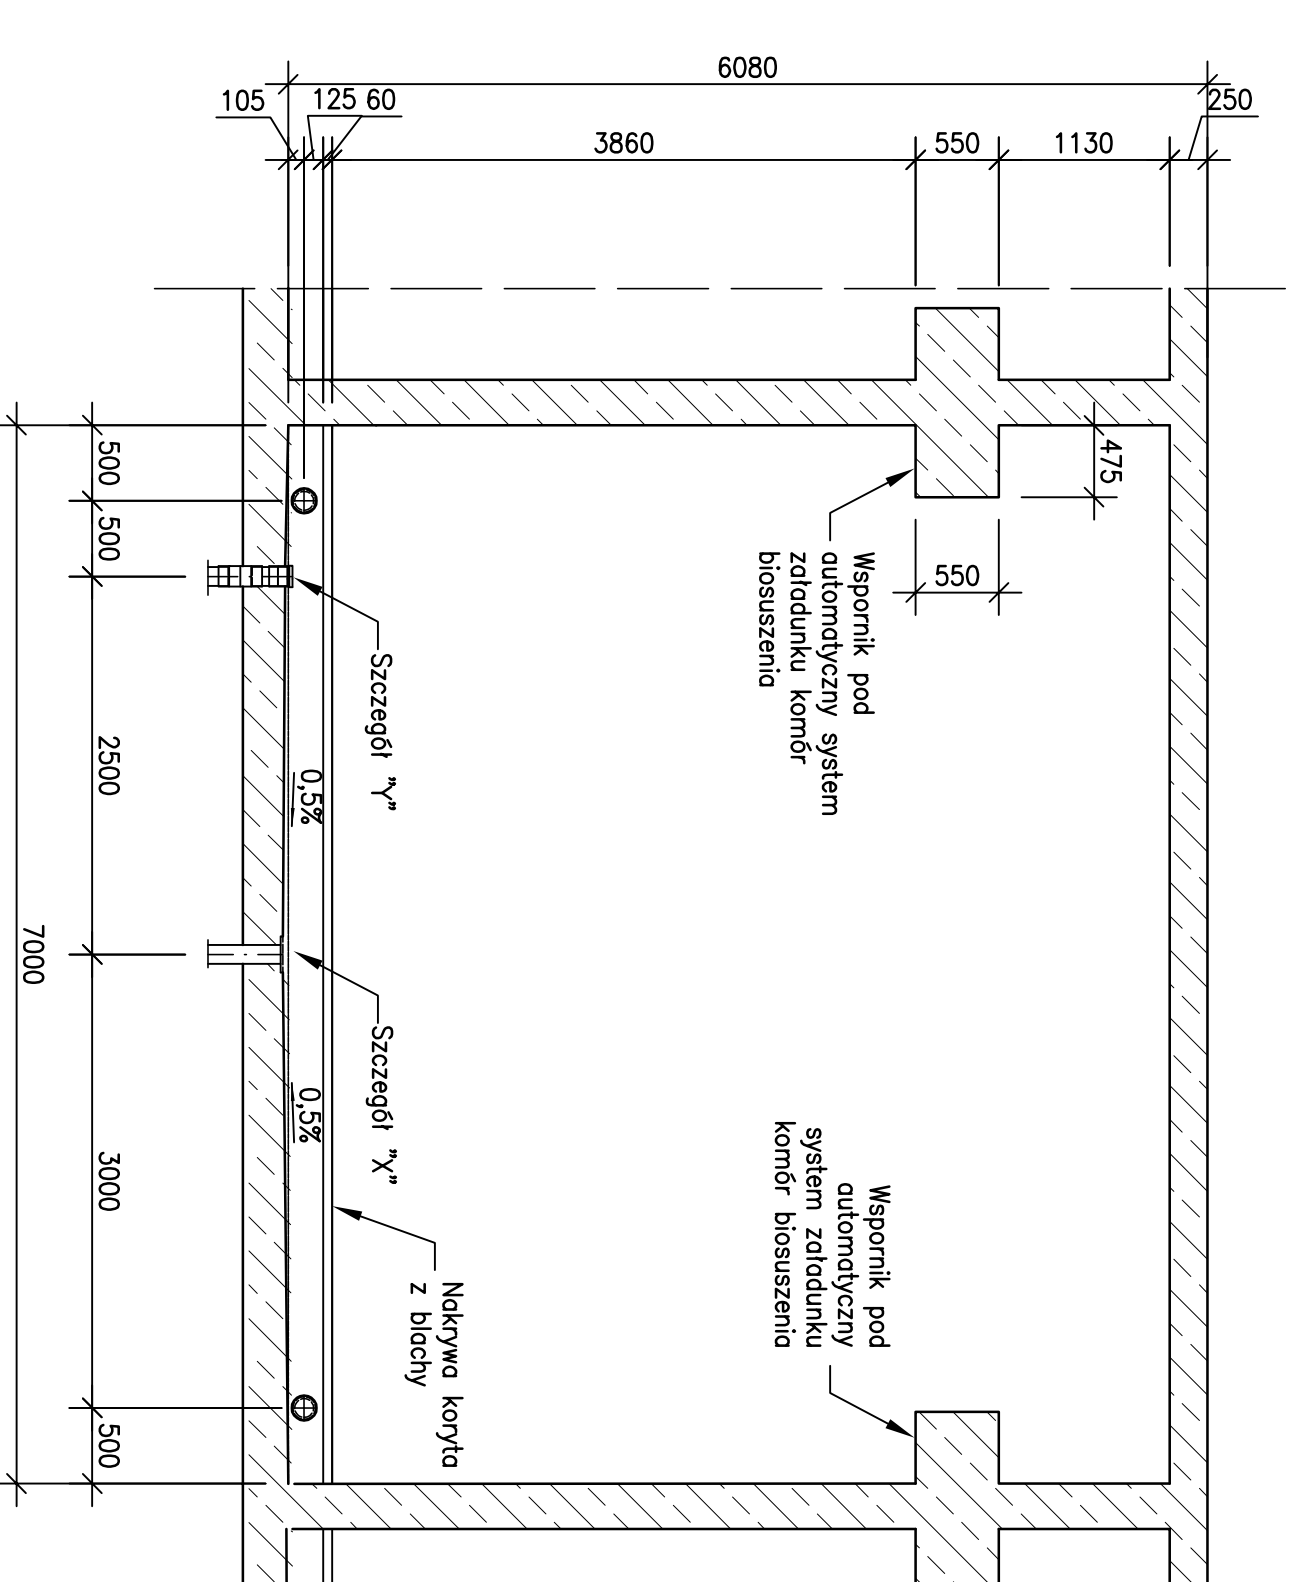 6080
105
125
60
3860
550
1130
250
475
550
Wspornik pod
automatyczny system
załadunku komór
biosuszenia
500
500
2500
3000
500
7000
Szczegół "Y"
0,5%
Szczegół "X"
0,5%
Nakrywa koryta
z blachy
Wspornik pod
automatyczny
system załadunku
komór biosuszenia